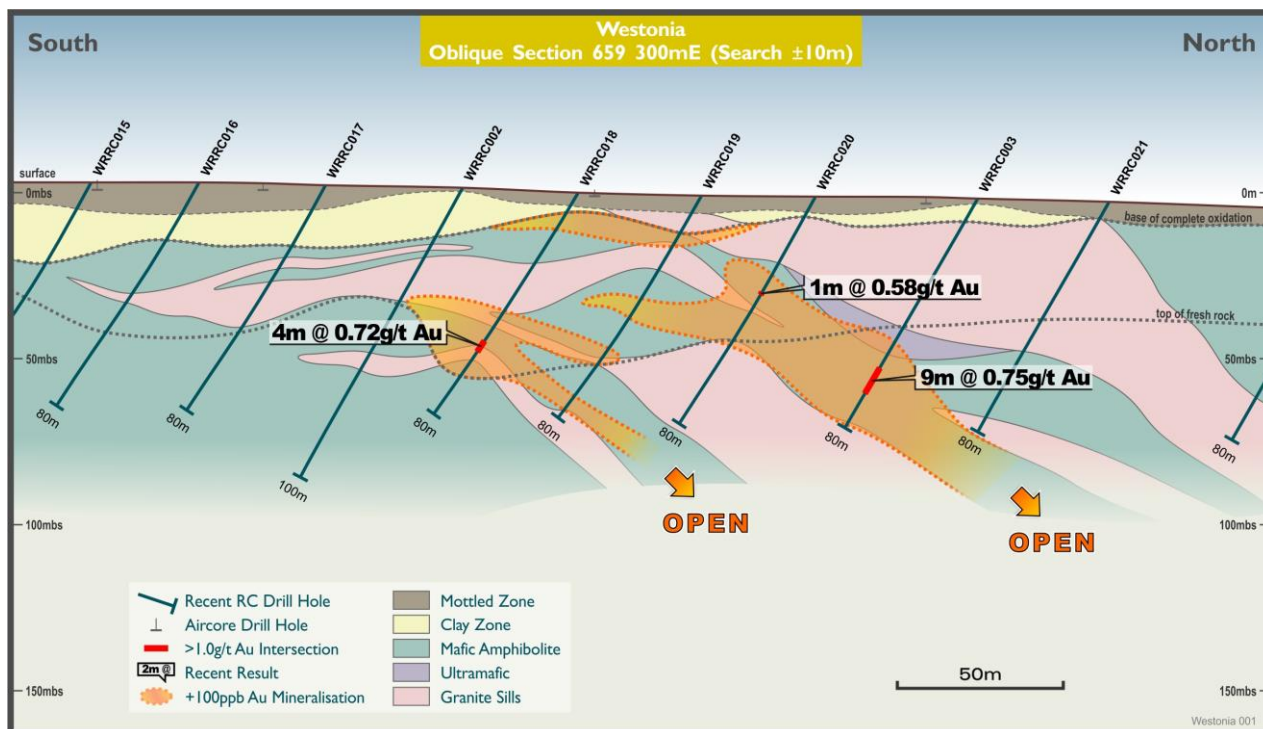 South
Westonia
Oblique Section 659 300mE (Search ±10m)
North
WRRC015
WRRC016
WRRC017
WRRC002
WRRC018
WRRC019
WRRC020
WRRC003
WRRC021
surface
0mbs
0m
base of complete oxidation
1m @ 0.58g/t Au
top of fresh rock
4m @ 0.72g/t Au
50mbs
50mbs
9m @ 0.75g/t Au
80m
80m
80m
80m
80m
80m
80m
80m
100m
OPEN
OPEN
100mbs
100mbs
Recent RC Drill Hole
Aircore Drill Hole
>1.0g/t Au Intersection
2m @
Recent Result
+100ppb Au Mineralisation
Mottled Zone
Clay Zone
Mafic Amphibolite
Ultramafic
Granite Sills
50m
150mbs
150mbs
Westonia 001